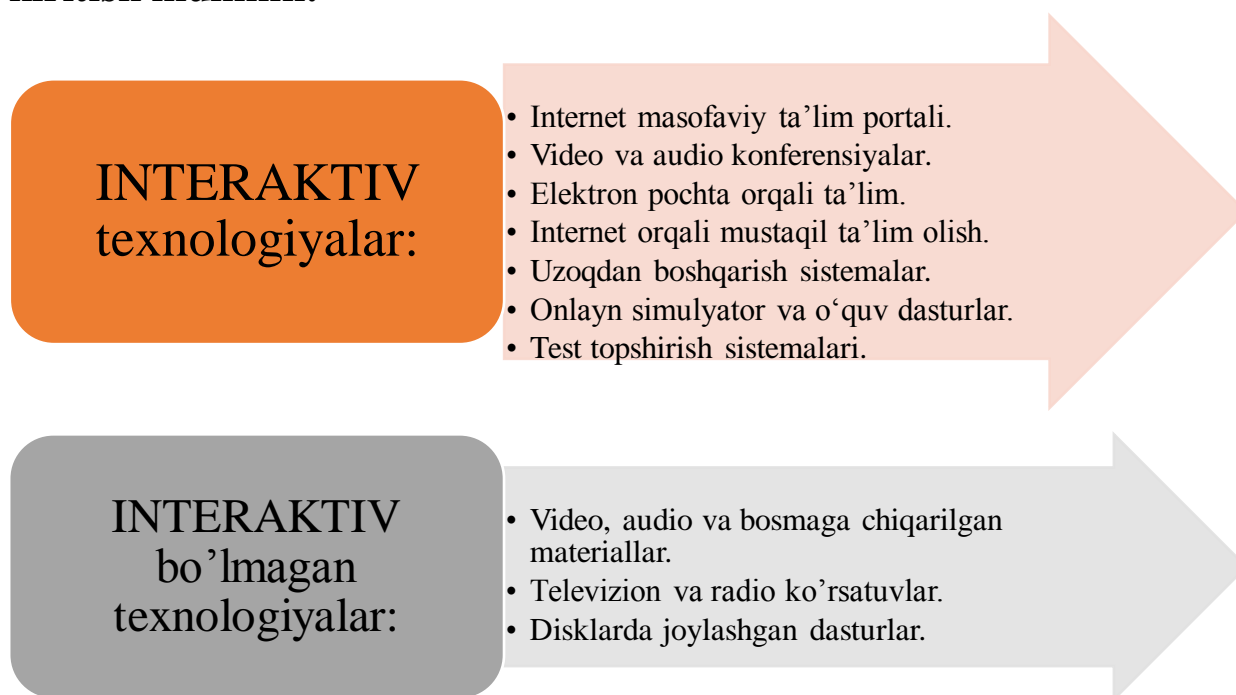 INTERAKTIV
texnologiyalar:
• Internet masofaviy ta’lim portali.
• Video va audio konferensiyalar.
• Elektron pochta orqali ta’lim.
• Internet orqali mustaqil ta’lim olish.
• Uzoqdan boshqarish sistemalar.
• Onlayn simulyator va o‘quv dasturlar.
• Test topshirish sistemalari.
INTERAKTIV
bo’lmagan
texnologiyalar:
• Video, audio va bosmaga chiqarilgan
materiallar.
• Televizion va radio ko’rsatuvlar.
• Disklarda joylashgan dasturlar.